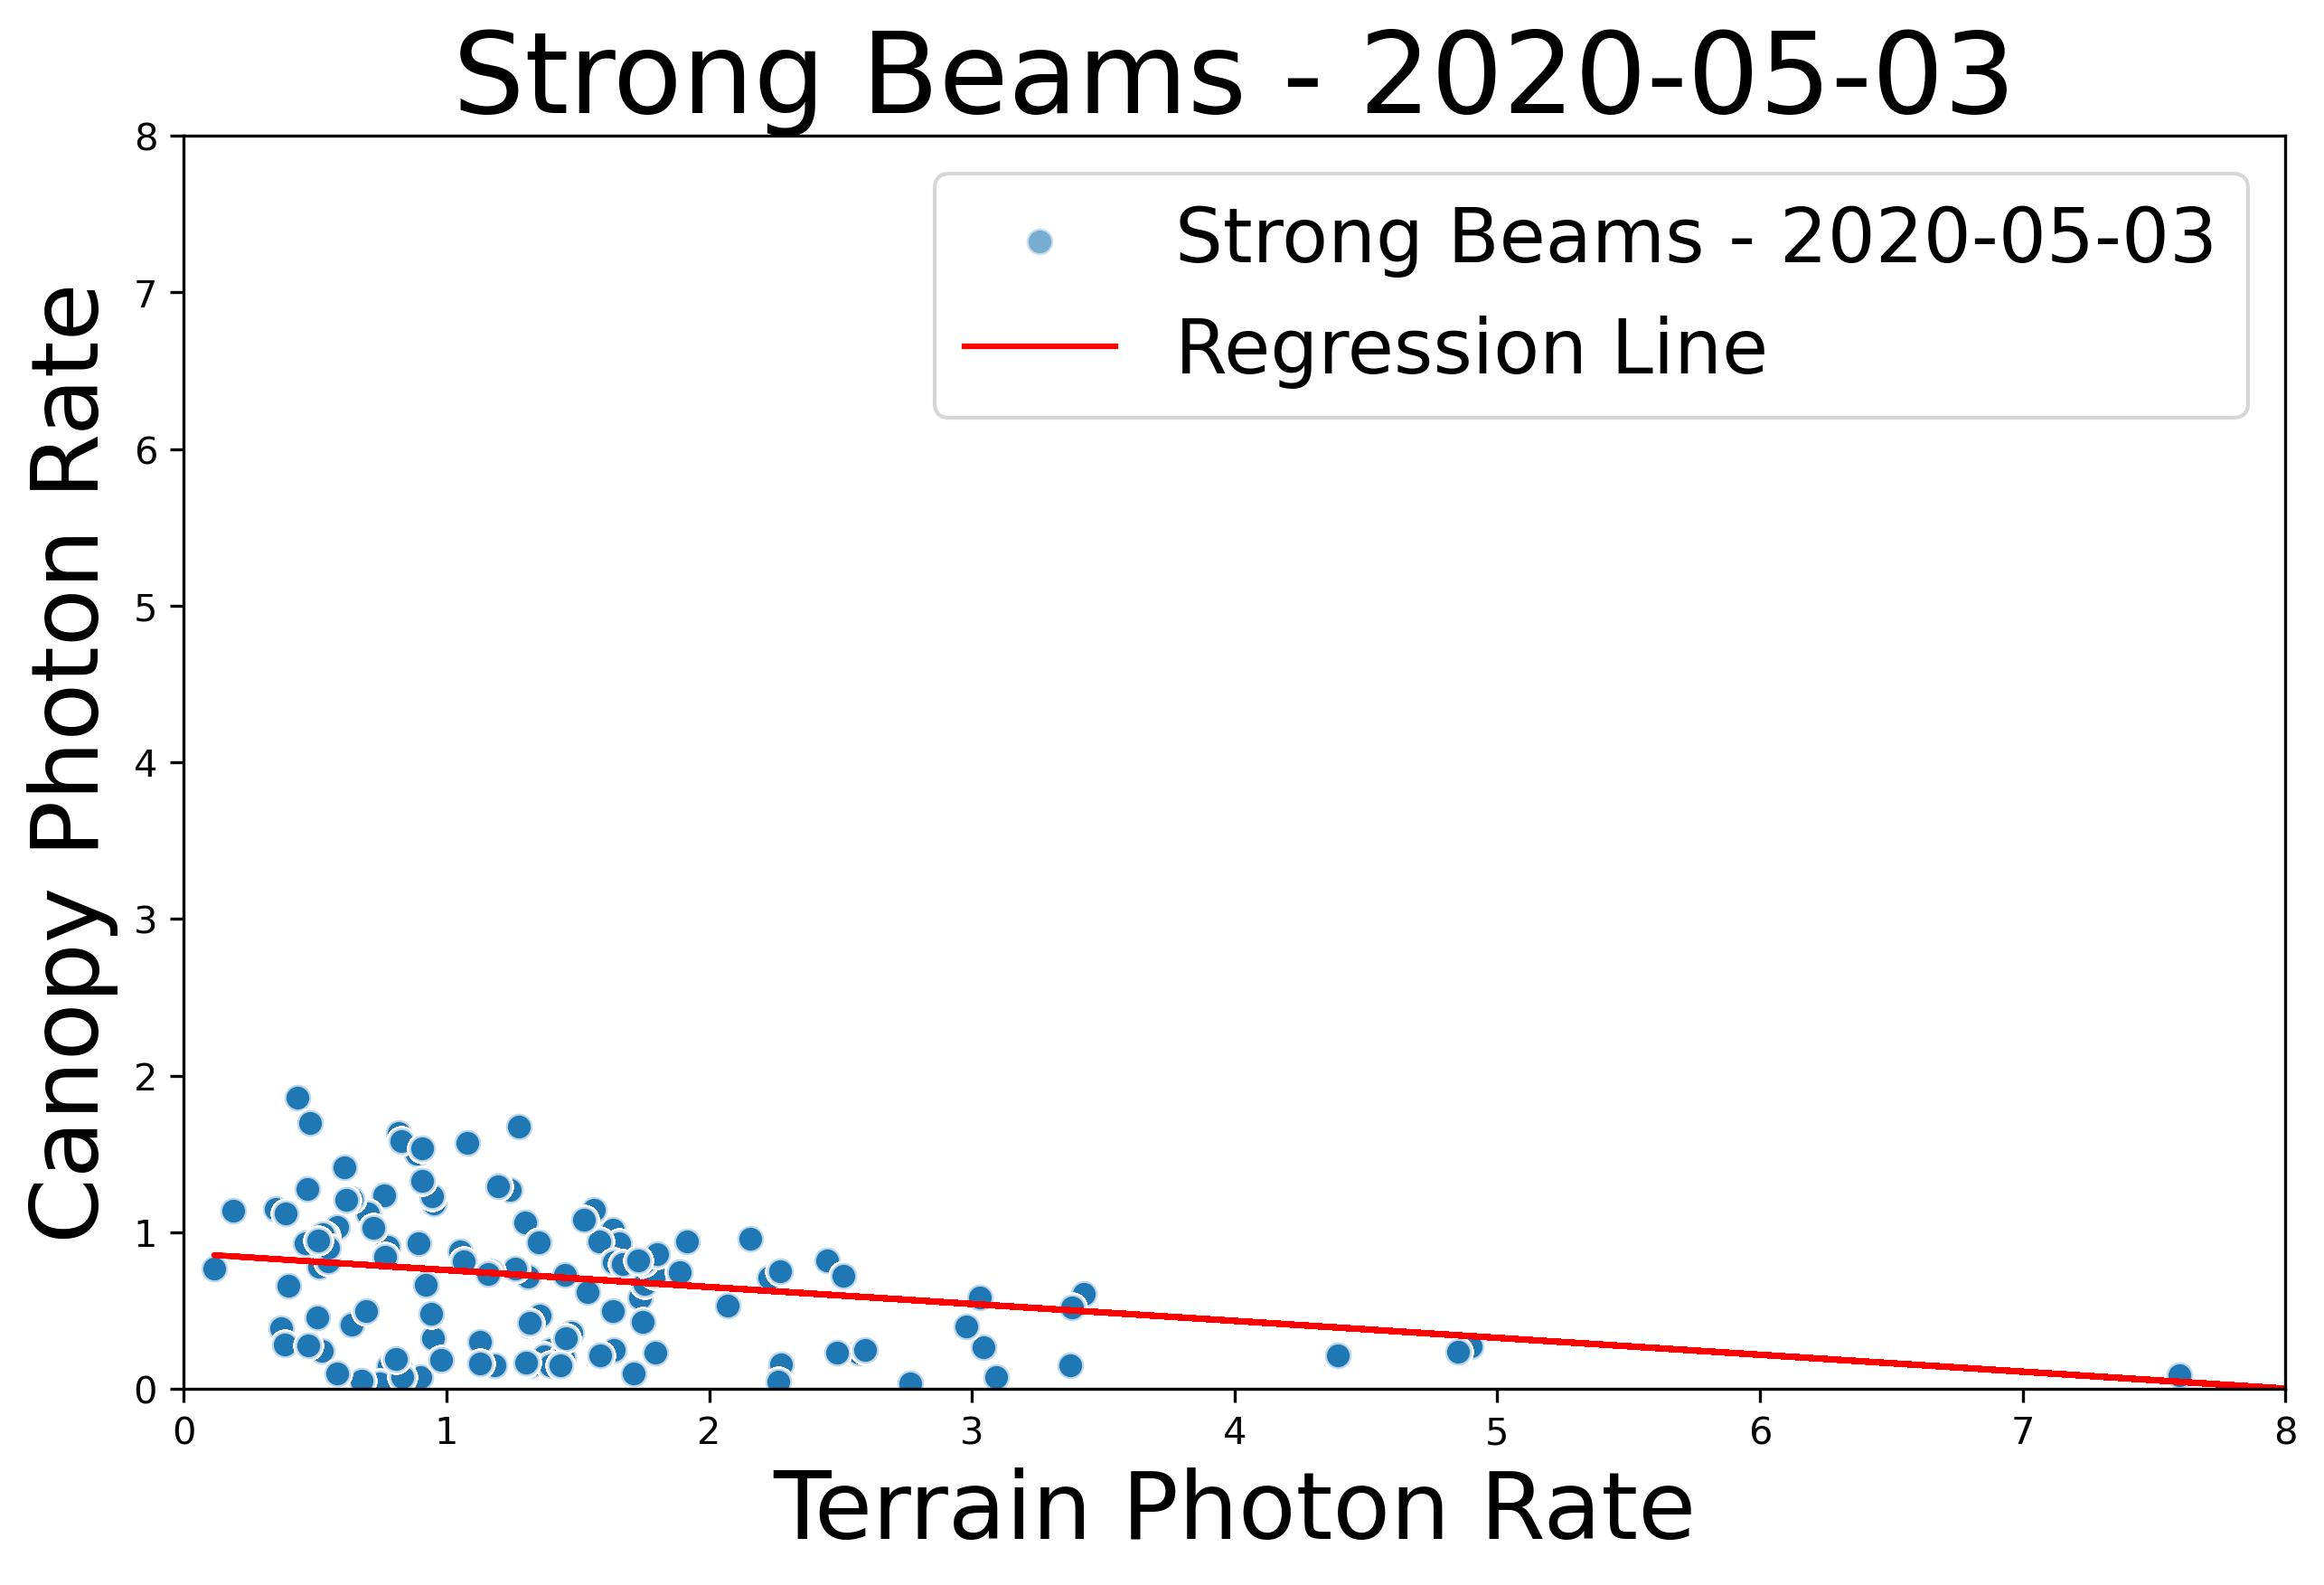 Strong Beams - 2020-05-03
Strong Beams - 2020-05-03
Regression Line
Canopy Photon Rate
8
7
6
5
4
3
2
1
0
0 1 2 3 4 5 6 7 8
Terrain Photon Rate